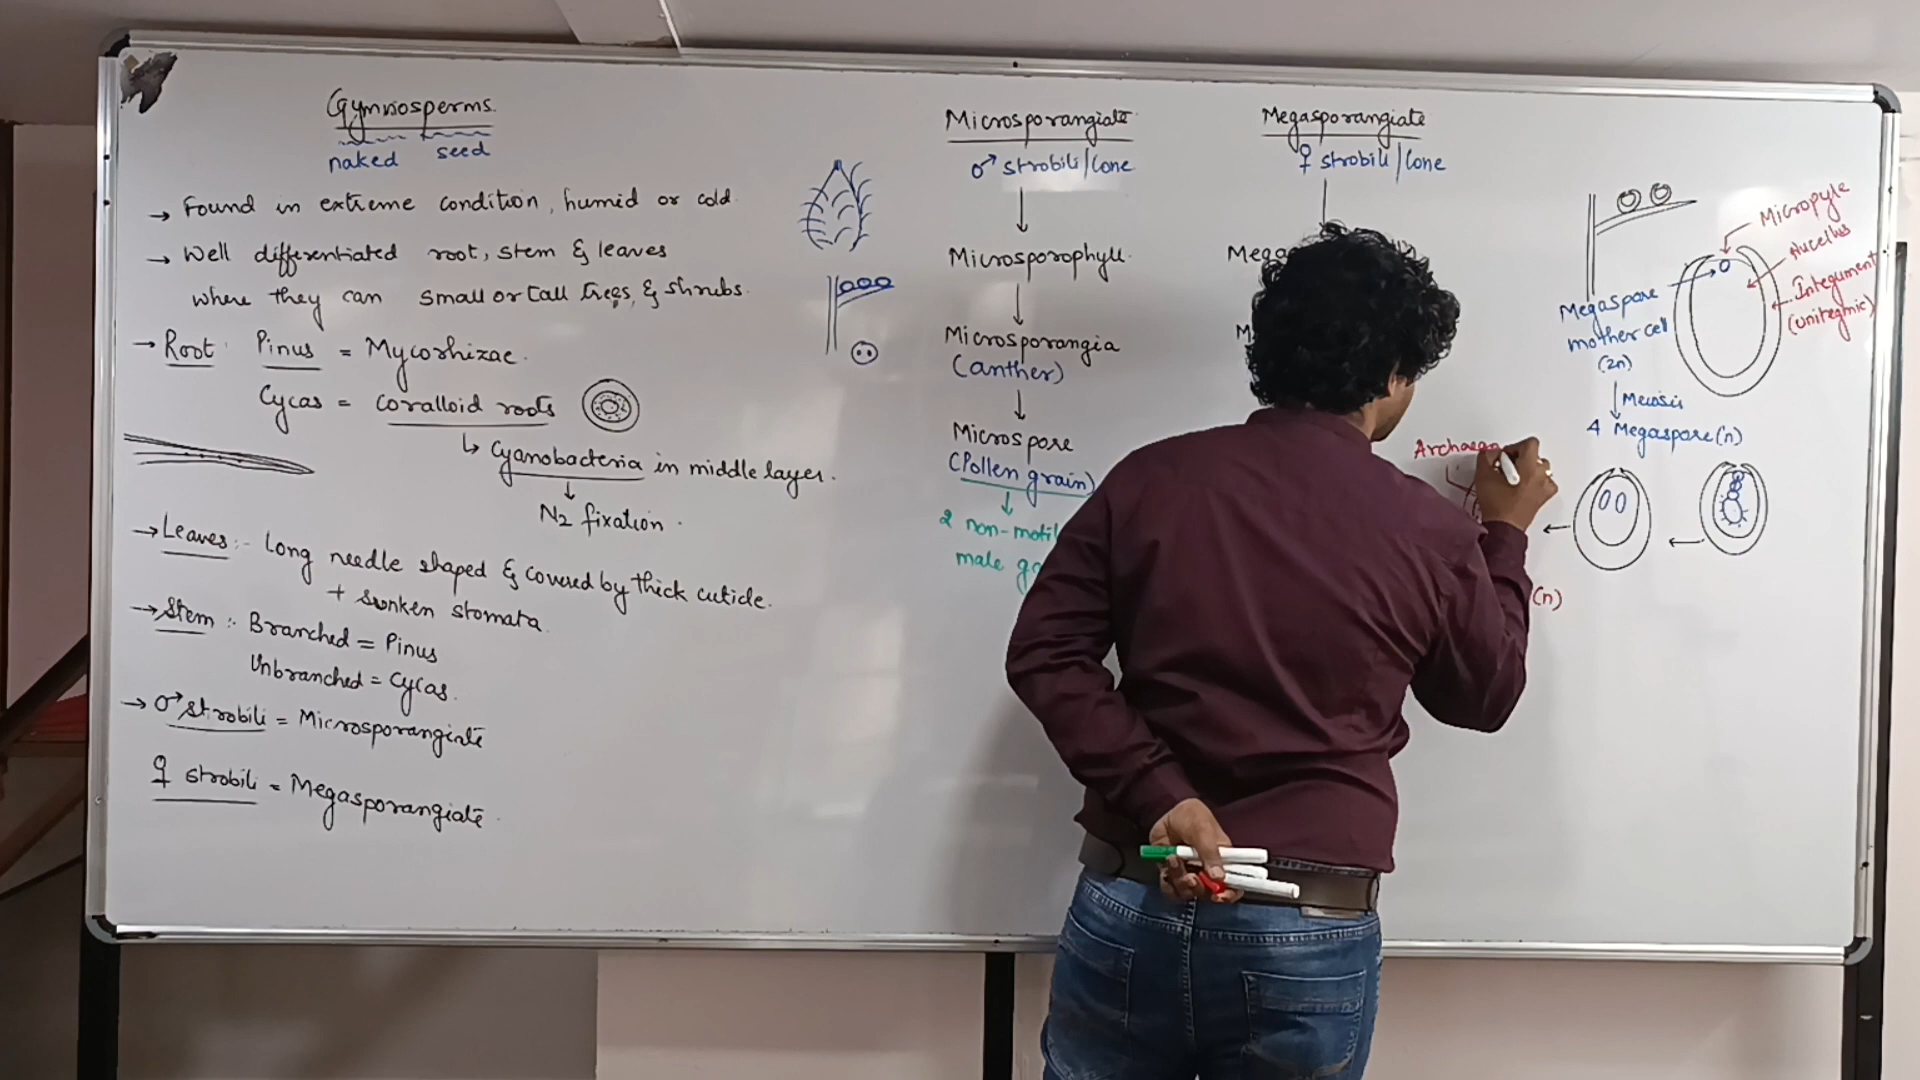 Gymnosperms.
naked seed
→ Found in extreme condition, humid or cold.
→ Well differentiated root, stem & leaves
where they can small or tall trees, & shrubs.
→ Root: Pinus = Mycorhizae.
Cycas = coralloid roots
↳ Cyanobacteria in middle layer.
↓
N2 fixation.
→ Leaves:- Long needle shaped & covered by thick cuticle.
+ sunken stomata
→ Stem:- Branched = Pinus
Unbranched = Cycas.
→ ♂ strobili = Microsporangiate
♀ strobili = Megasporangiate.
Microsporangiate
♂ strobili/Cone
↓
Microsporophyll.
↓
Microsporangia
(anther)
↓
Microspore
(Pollen grain)
↓
2 non-motil
male ga
Megasporangiate
♀ strobili/Cone
Mega
M
Archaegon
(n)
Micropyle
Nucellus
Integument
(Unitegmic)
Megaspore
mother cell
(2n)
↓ Meiosis
4 Megaspore(n)